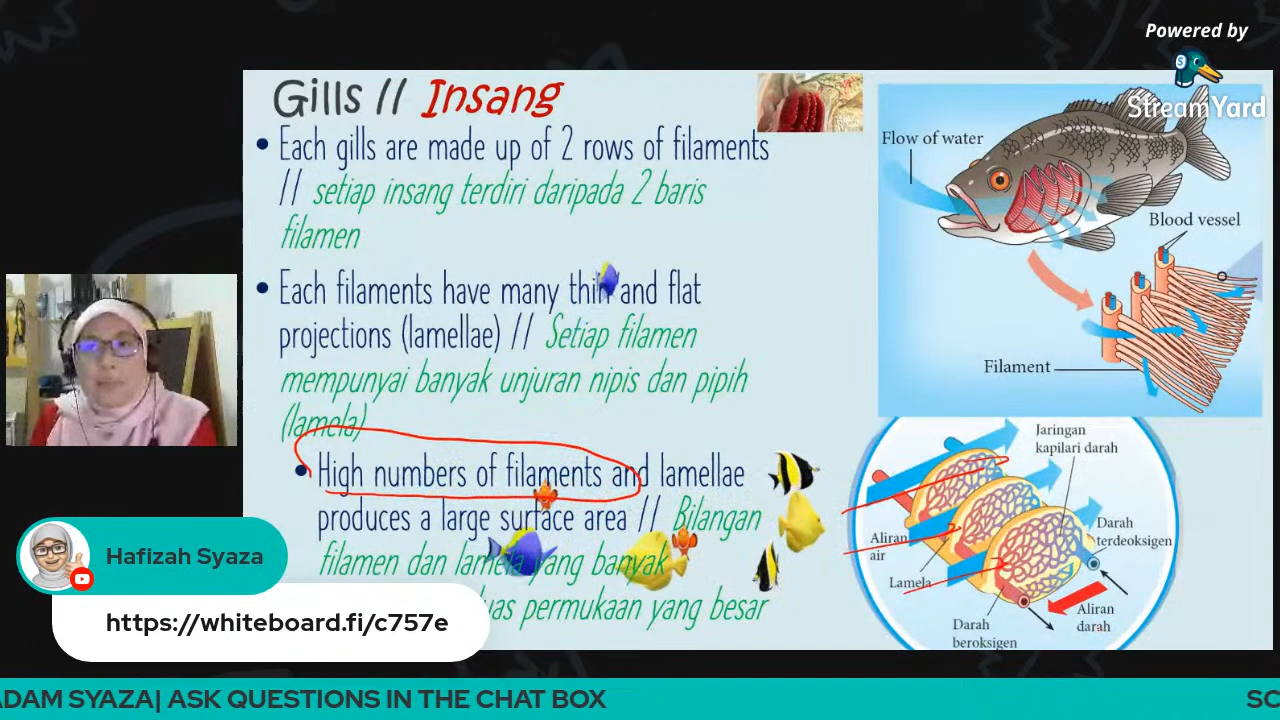 Powered by
StreamYard
Gills // Insang
• Each gills are made up of 2 rows of filaments
// setiap insang terdiri daripada 2 baris
filamen
• Each filaments have many thin and flat
projections (lamellae) // Setiap filamen
mempunyai banyak unjuran nipis dan pipih
(lamela)
• High numbers of filaments and lamellae
produces a large surface area // Bilangan
filamen dan lamela yang banyak
luas permukaan yang besar
Flow of water
Blood vessel
Filament
Jaringan
kapilari darah
Aliran
air
Lamela
Darah
terdeoksigen
Aliran
darah
Darah
beroksigen
Hafizah Syaza
https://whiteboard.fi/c757e
ADAM SYAZA| ASK QUESTIONS IN THE CHAT BOX
SC